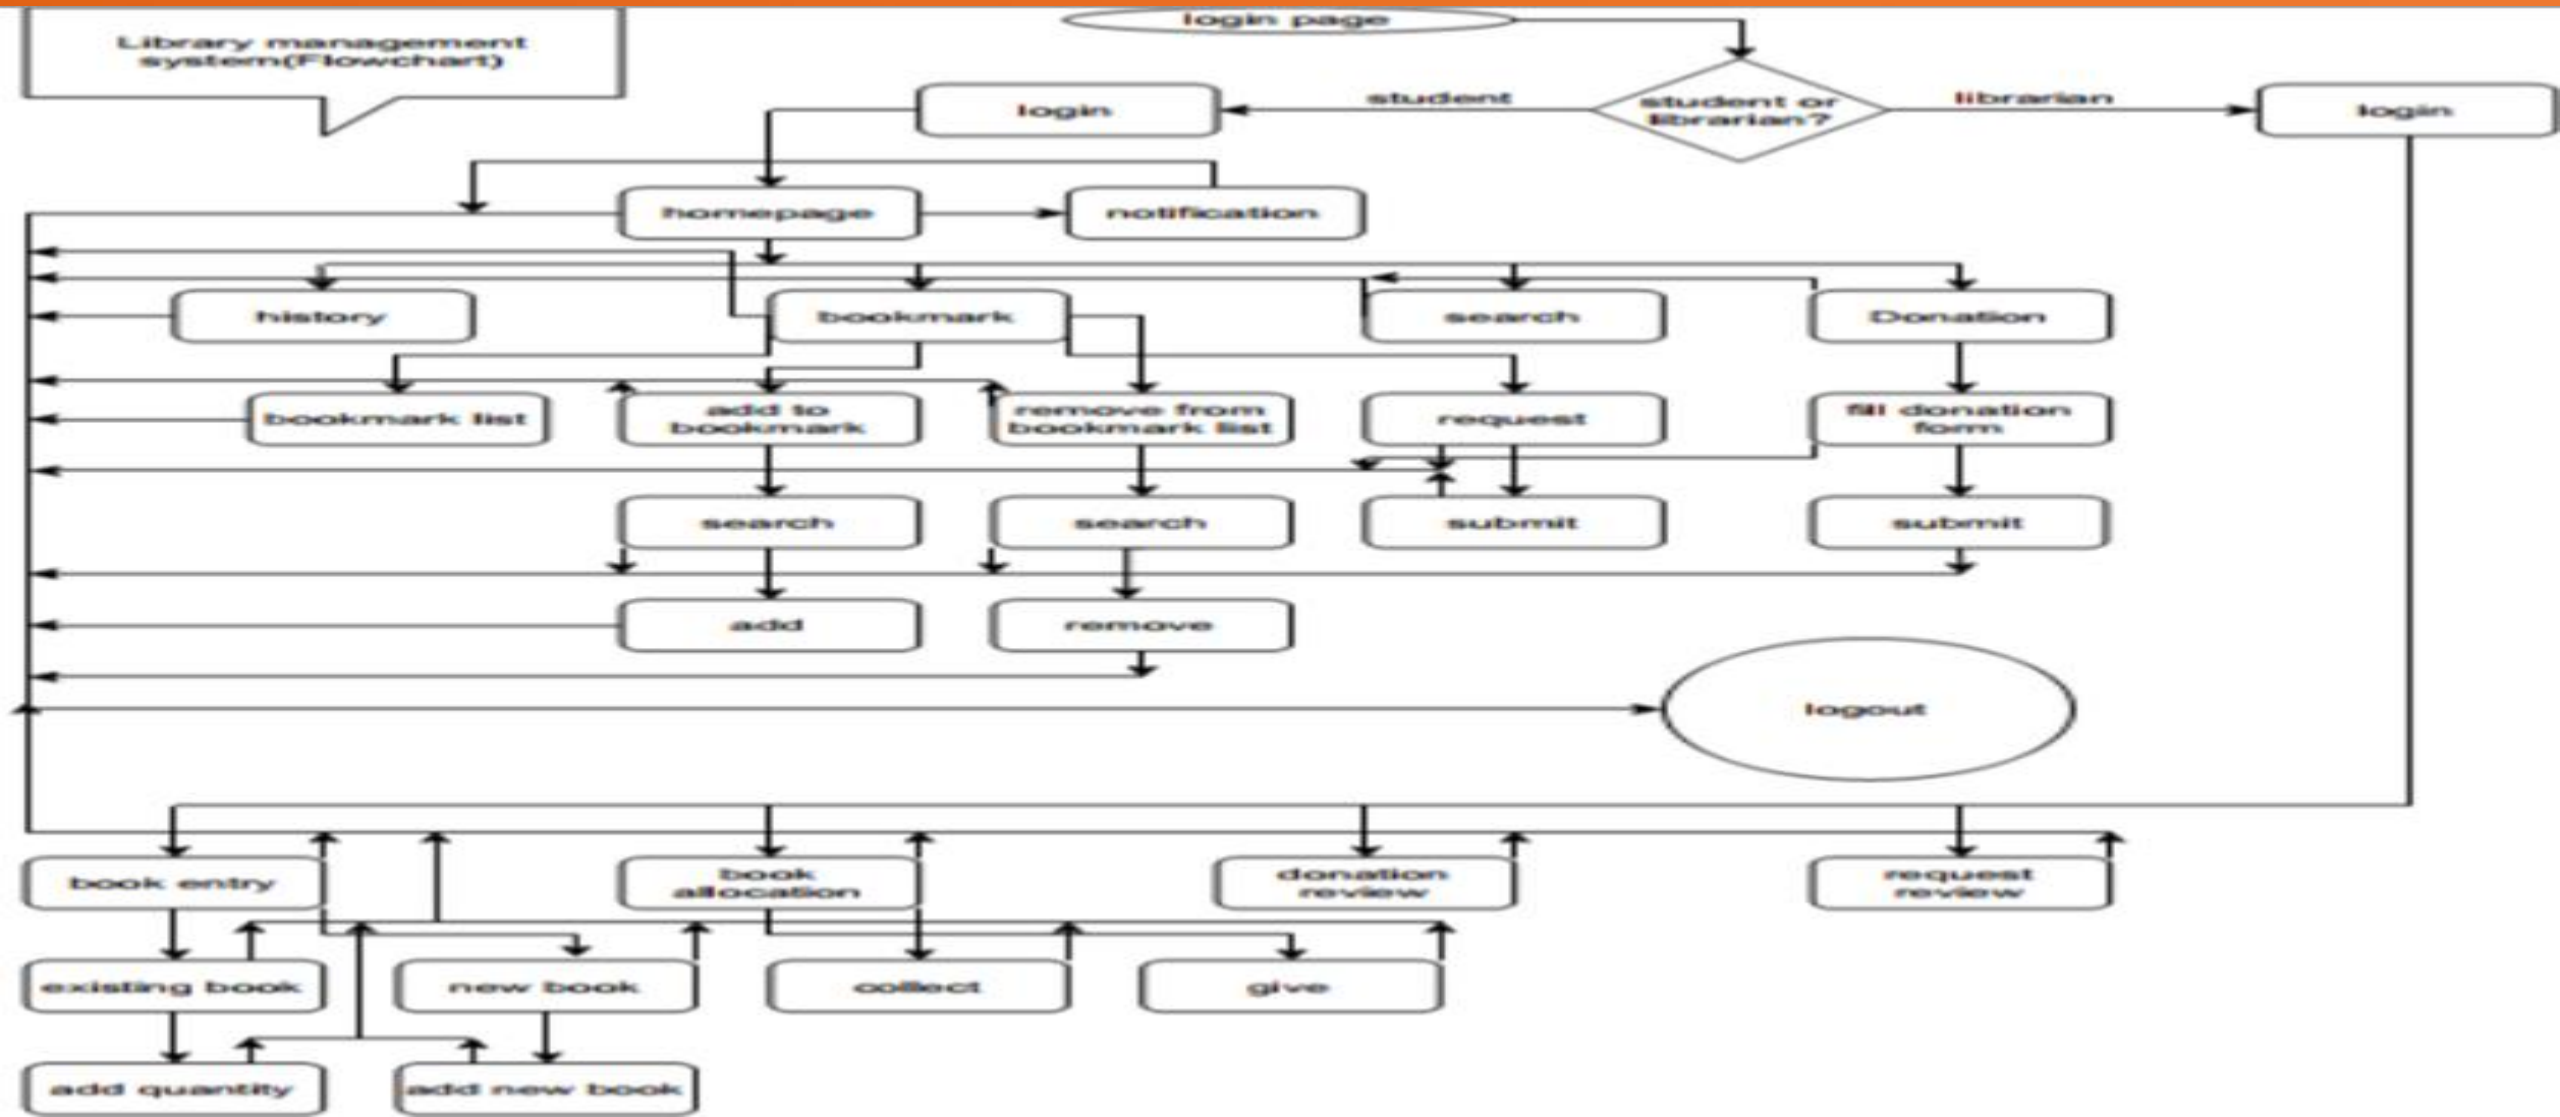 Library management
system(Flowchart)
login page
login
student
student or
librarian?
librarian
login
homepage
notification
history
bookmark
search
Donation
bookmark list
add to
bookmark
remove from
bookmark list
request
fill donation
form
search
search
submit
submit
add
remove
logout
book entry
book
allocation
donation
review
request
review
existing book
new book
collect
give
add quantity
add new book